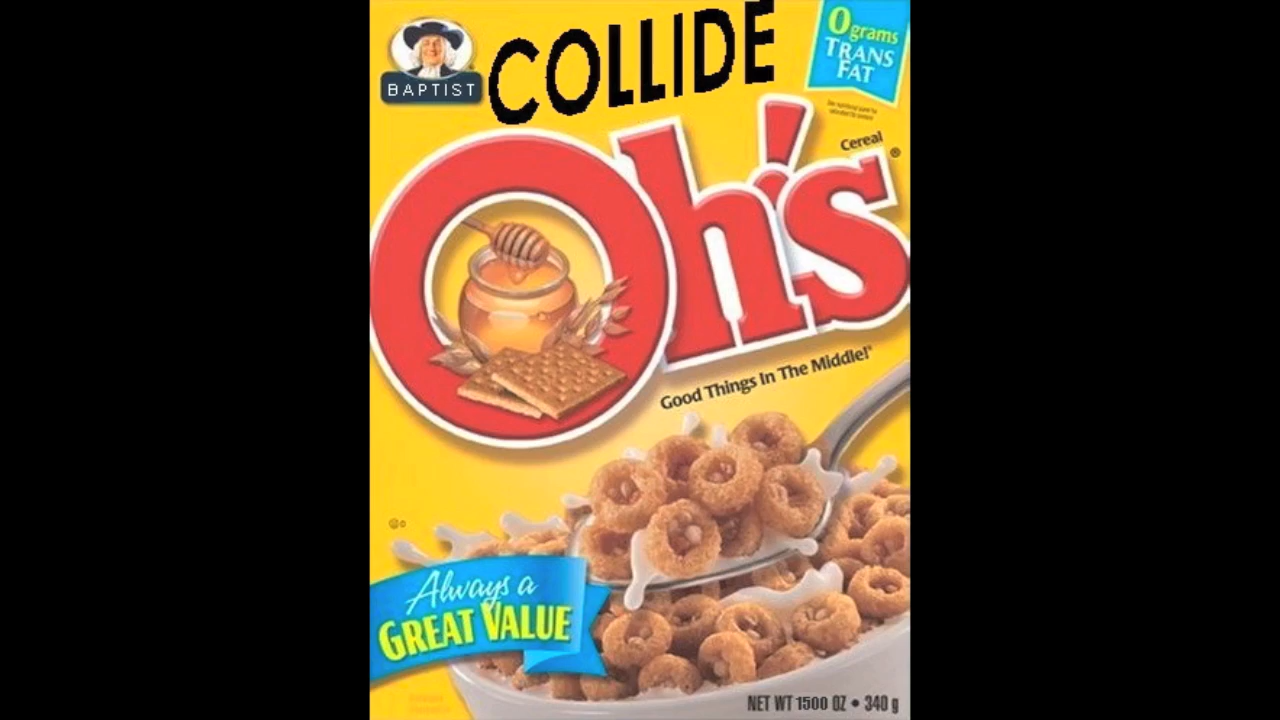 BAPTIST
COLLIDE
0 grams
TRANS
FAT
Cereal
Oh!'s®
Good Things In The Middle!
Always a
GREAT VALUE
NET WT 1500 OZ • 340 g